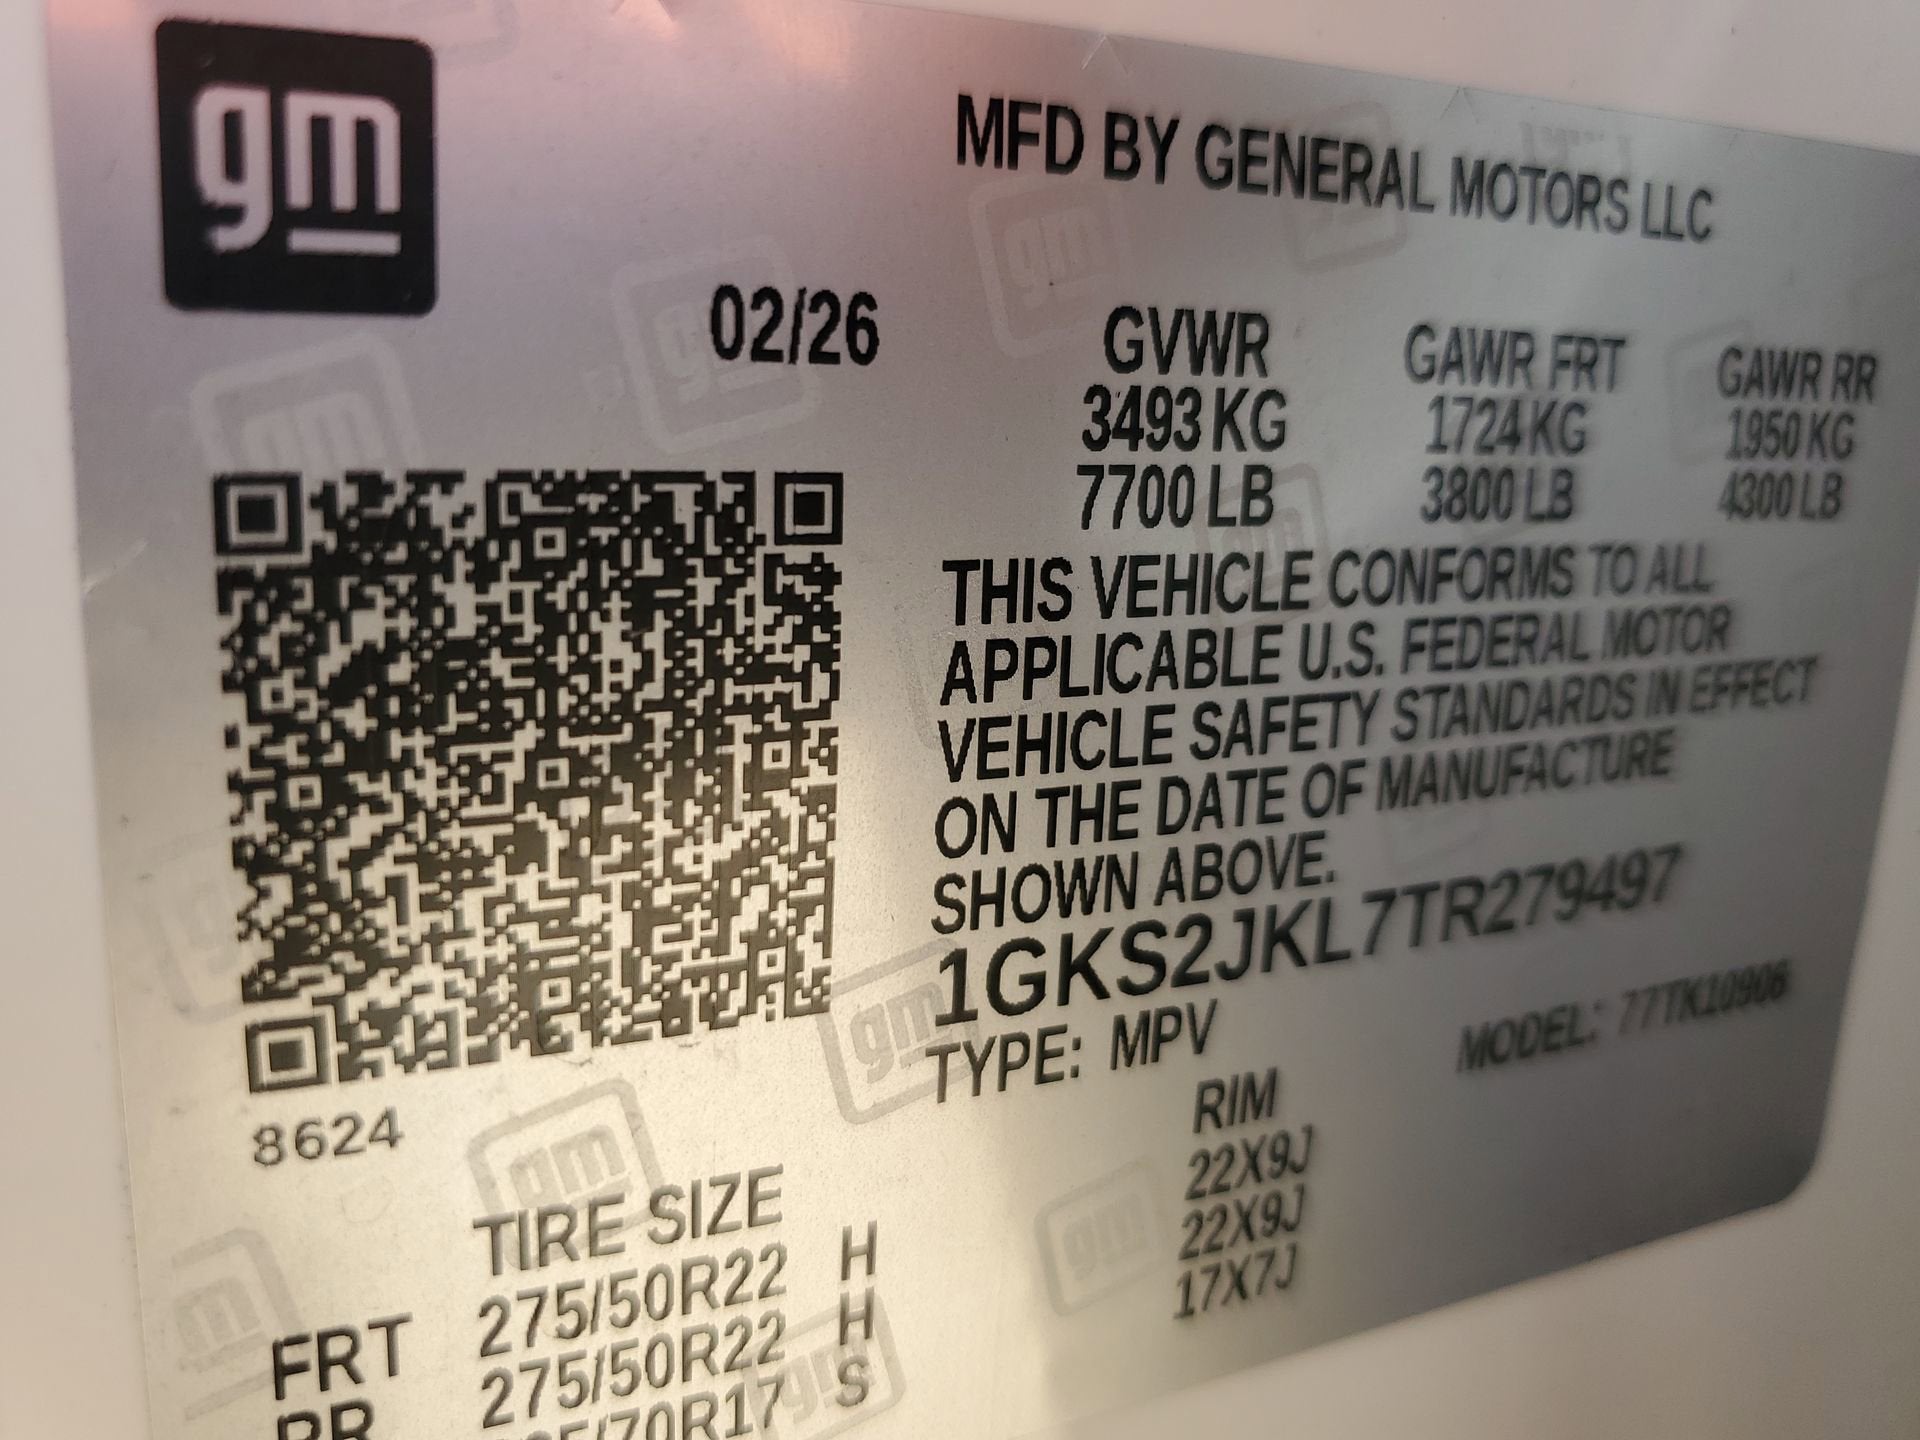 gm
MFD BY GENERAL MOTORS LLC
02/26
GVWR GAWR FRT GAWR RR
3493 KG 1724 KG 1950 KG
7700 LB 3800 LB 4300 LB
THIS VEHICLE CONFORMS TO ALL
APPLICABLE U.S. FEDERAL MOTOR
VEHICLE SAFETY STANDARDS IN EFFECT
ON THE DATE OF MANUFACTURE
SHOWN ABOVE.
1GKS2JKL7TR279497
TYPE: MPV MODEL: 77TK10906
8624
TIRE SIZE RIM
FRT 275/50R22 H 22X9J
RR 275/50R22 H 22X9J
S 17X7J